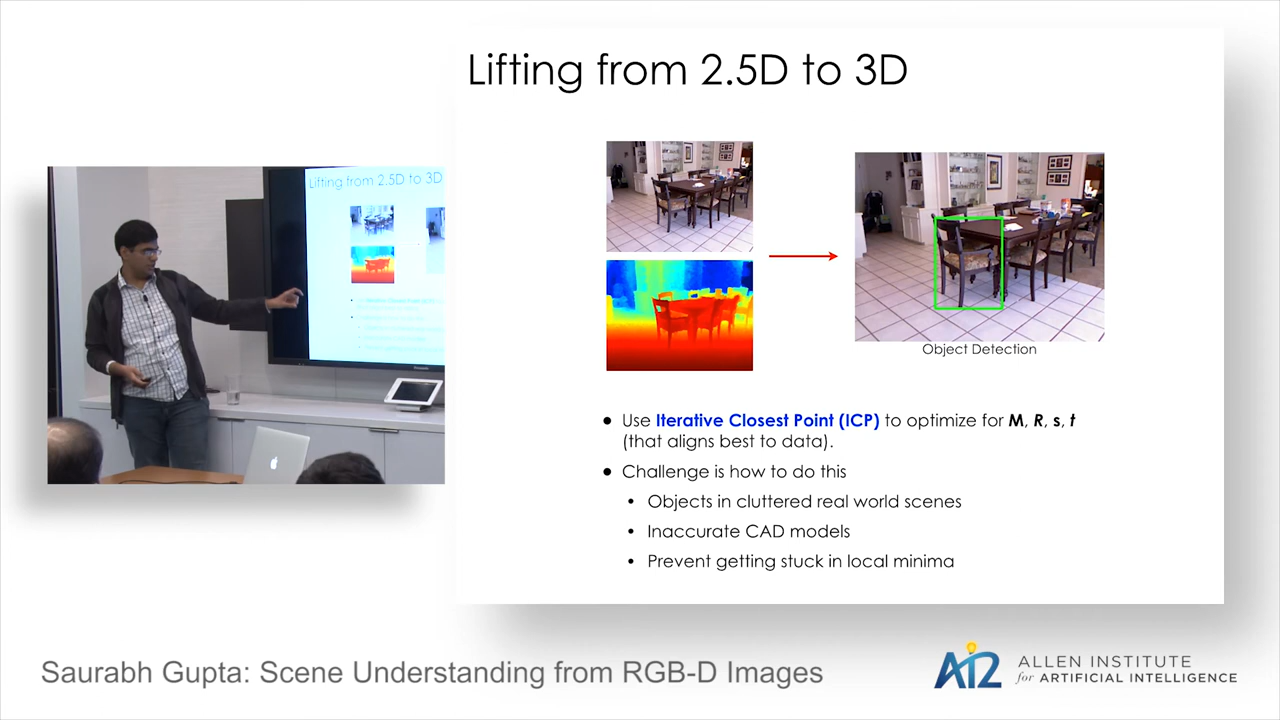 Lifting from 2.5D to 3D
Lifting from 2.5D to 3D
Object Detection
• Use Iterative Closest Point (ICP) to optimize for M, R, s, t
(that aligns best to data).
• Challenge is how to do this
• Objects in cluttered real world scenes
• Inaccurate CAD models
• Prevent getting stuck in local minima
Saurabh Gupta: Scene Understanding from RGB-D Images
AI2 ALLEN INSTITUTE
for ARTIFICIAL INTELLIGENCE